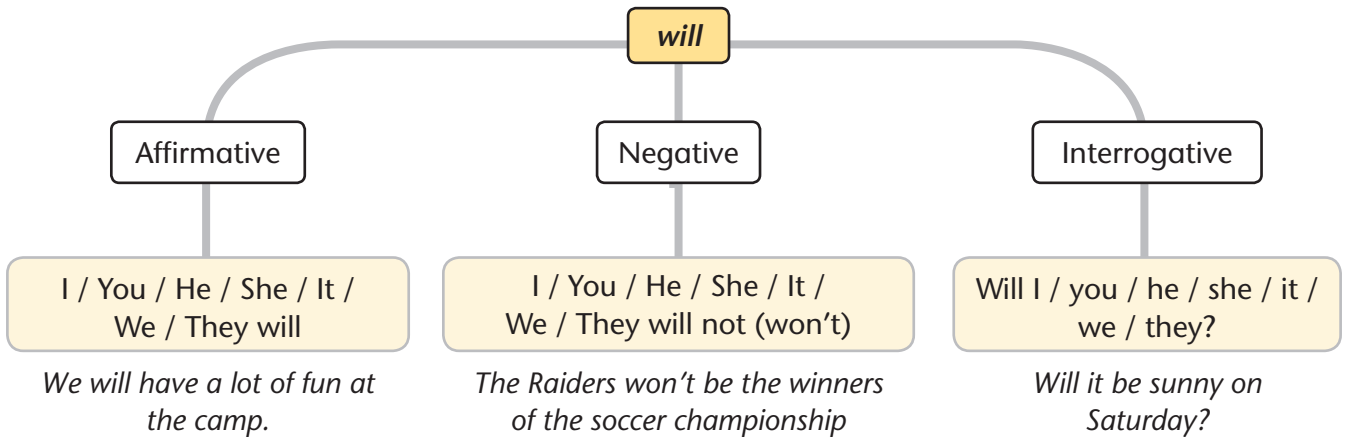 will
Affirmative
Negative
Interrogative
I / You / He / She / It /
We / They will
I / You / He / She / It /
We / They will not (won’t)
Will I / you / he / she / it /
we / they?
We will have a lot of fun at
the camp.
The Raiders won’t be the winners
of the soccer championship
Will it be sunny on
Saturday?